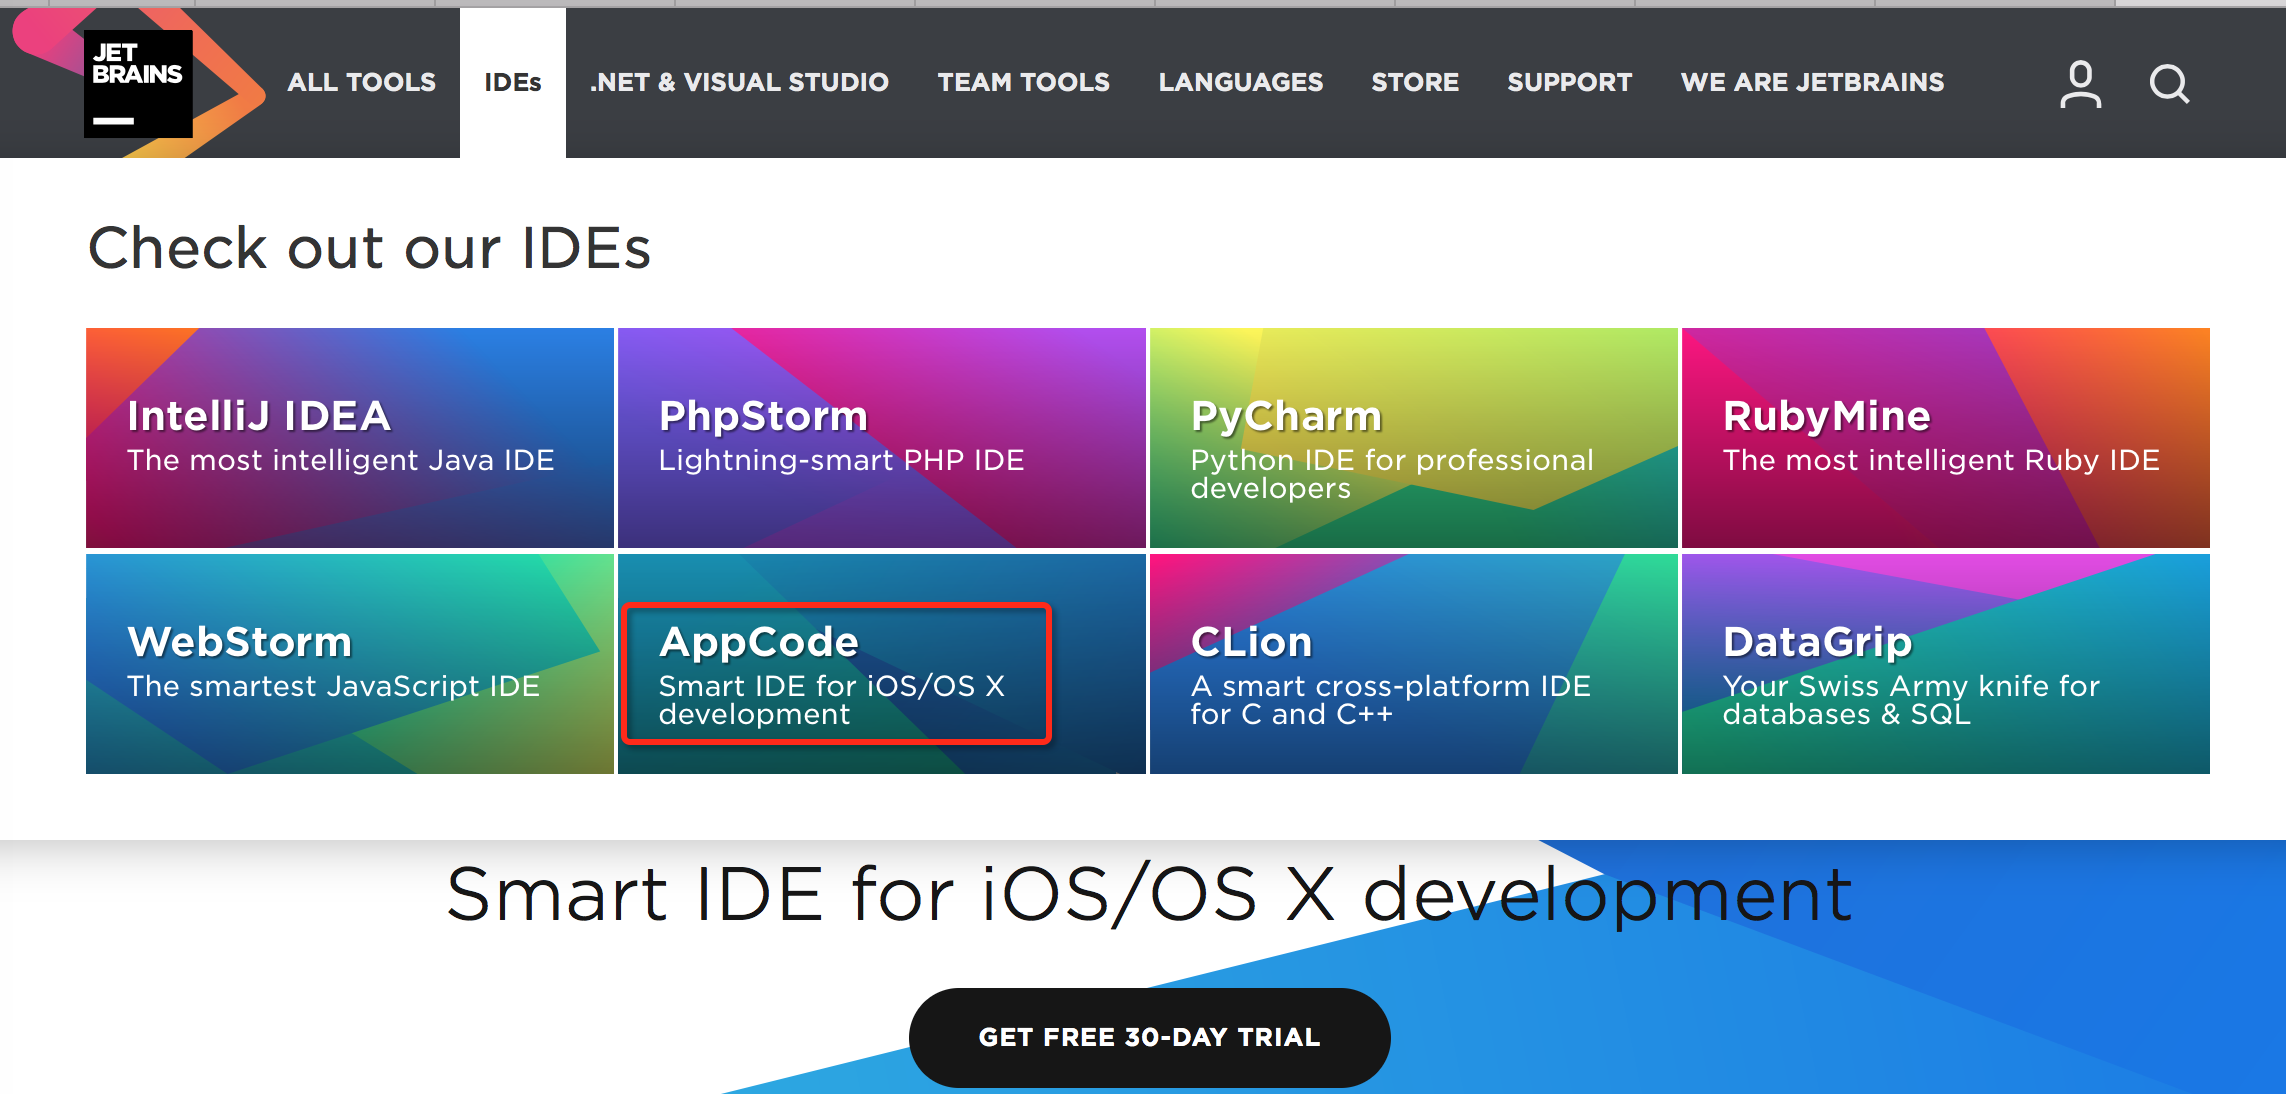 JET
BRAINS
ALL TOOLS
IDEs
.NET & VISUAL STUDIO
TEAM TOOLS
LANGUAGES
STORE
SUPPORT
WE ARE JETBRAINS
Check out our IDEs
IntelliJ IDEA
The most intelligent Java IDE
PhpStorm
Lightning-smart PHP IDE
PyCharm
Python IDE for professional
developers
RubyMine
The most intelligent Ruby IDE
WebStorm
The smartest JavaScript IDE
AppCode
Smart IDE for iOS/OS X
development
CLion
A smart cross-platform IDE
for C and C++
DataGrip
Your Swiss Army knife for
databases & SQL
Smart IDE for iOS/OS X development
GET FREE 30-DAY TRIAL